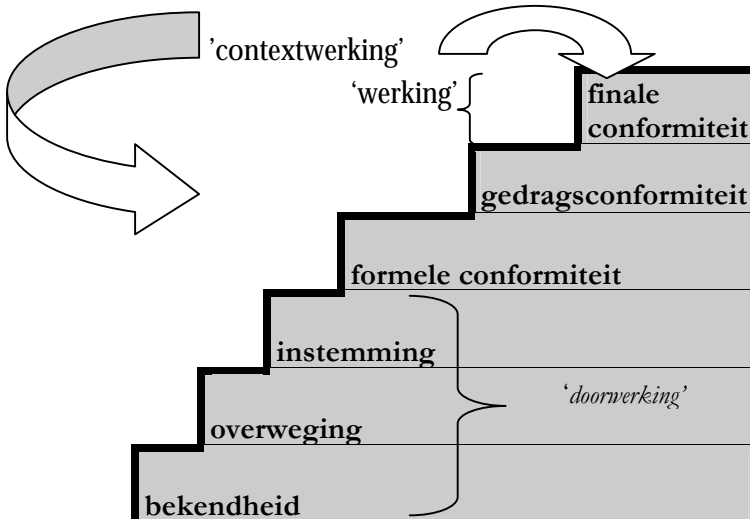 ’contextwerking’
‘werking’
finale
conformiteit
gedragsconformiteit
formele conformiteit
instemming
‘doorwerking’
overweging
bekendheid